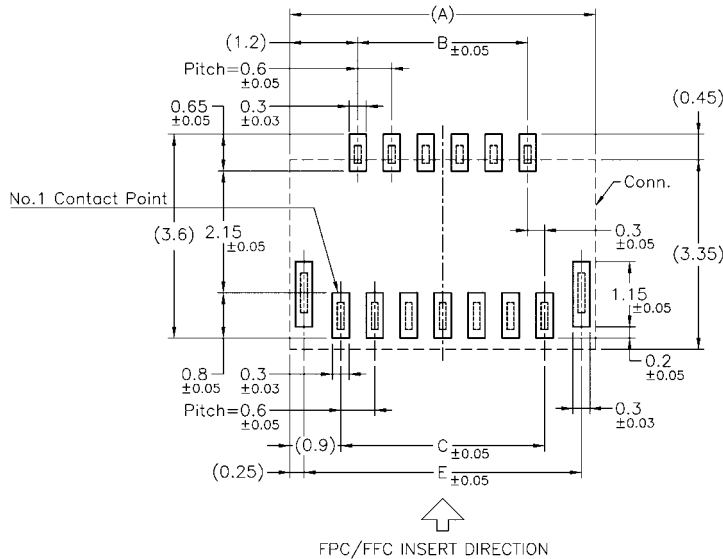 (A)
(1.2)
B ±0.05
Pitch=0.6 ±0.05
0.65 ±0.05
0.3 ±0.03
(0.45)
No.1 Contact Point
Conn.
(3.6)
2.15 ±0.05
0.3 ±0.05
(3.35)
1.15 ±0.05
0.8 ±0.05
0.3 ±0.03
0.2 ±0.05
Pitch=0.6 ±0.05
0.3 ±0.03
(0.9)
C ±0.05
(0.25)
E ±0.05
FPC/FFC INSERT DIRECTION